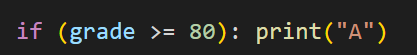 if (grade >= 80): print("A")